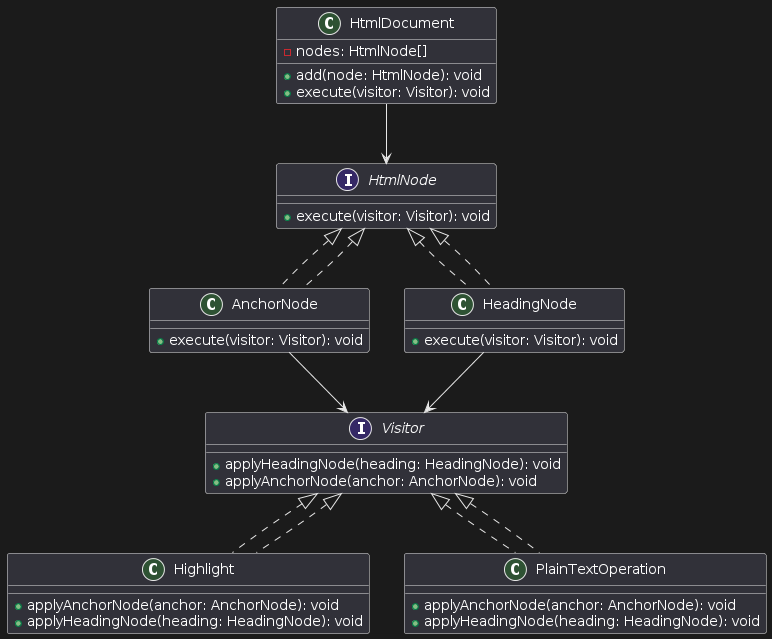 C HtmlDocument
nodes: HtmlNode[]
add(node: HtmlNode): void
execute(visitor: Visitor): void
I HtmlNode
execute(visitor: Visitor): void
C AnchorNode
execute(visitor: Visitor): void
C HeadingNode
execute(visitor: Visitor): void
I Visitor
applyHeadingNode(heading: HeadingNode): void
applyAnchorNode(anchor: AnchorNode): void
C Highlight
applyAnchorNode(anchor: AnchorNode): void
applyHeadingNode(heading: HeadingNode): void
C PlainTextOperation
applyAnchorNode(anchor: AnchorNode): void
applyHeadingNode(heading: HeadingNode): void